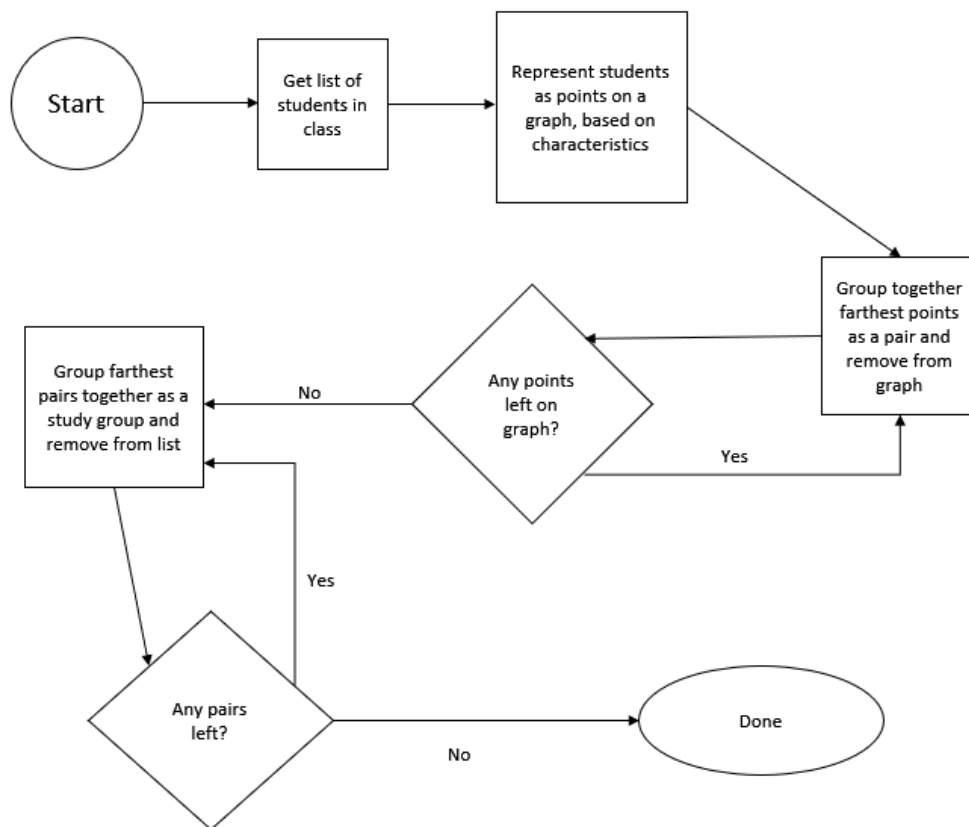 Start
Get list of
students in
class
Represent students
as points on a
graph, based on
characteristics
Group together
farthest points
as a pair and
remove from
graph
Any points
left on
graph?
Yes
No
Group farthest
pairs together as a
study group and
remove from list
Yes
Any pairs
left?
No
Done